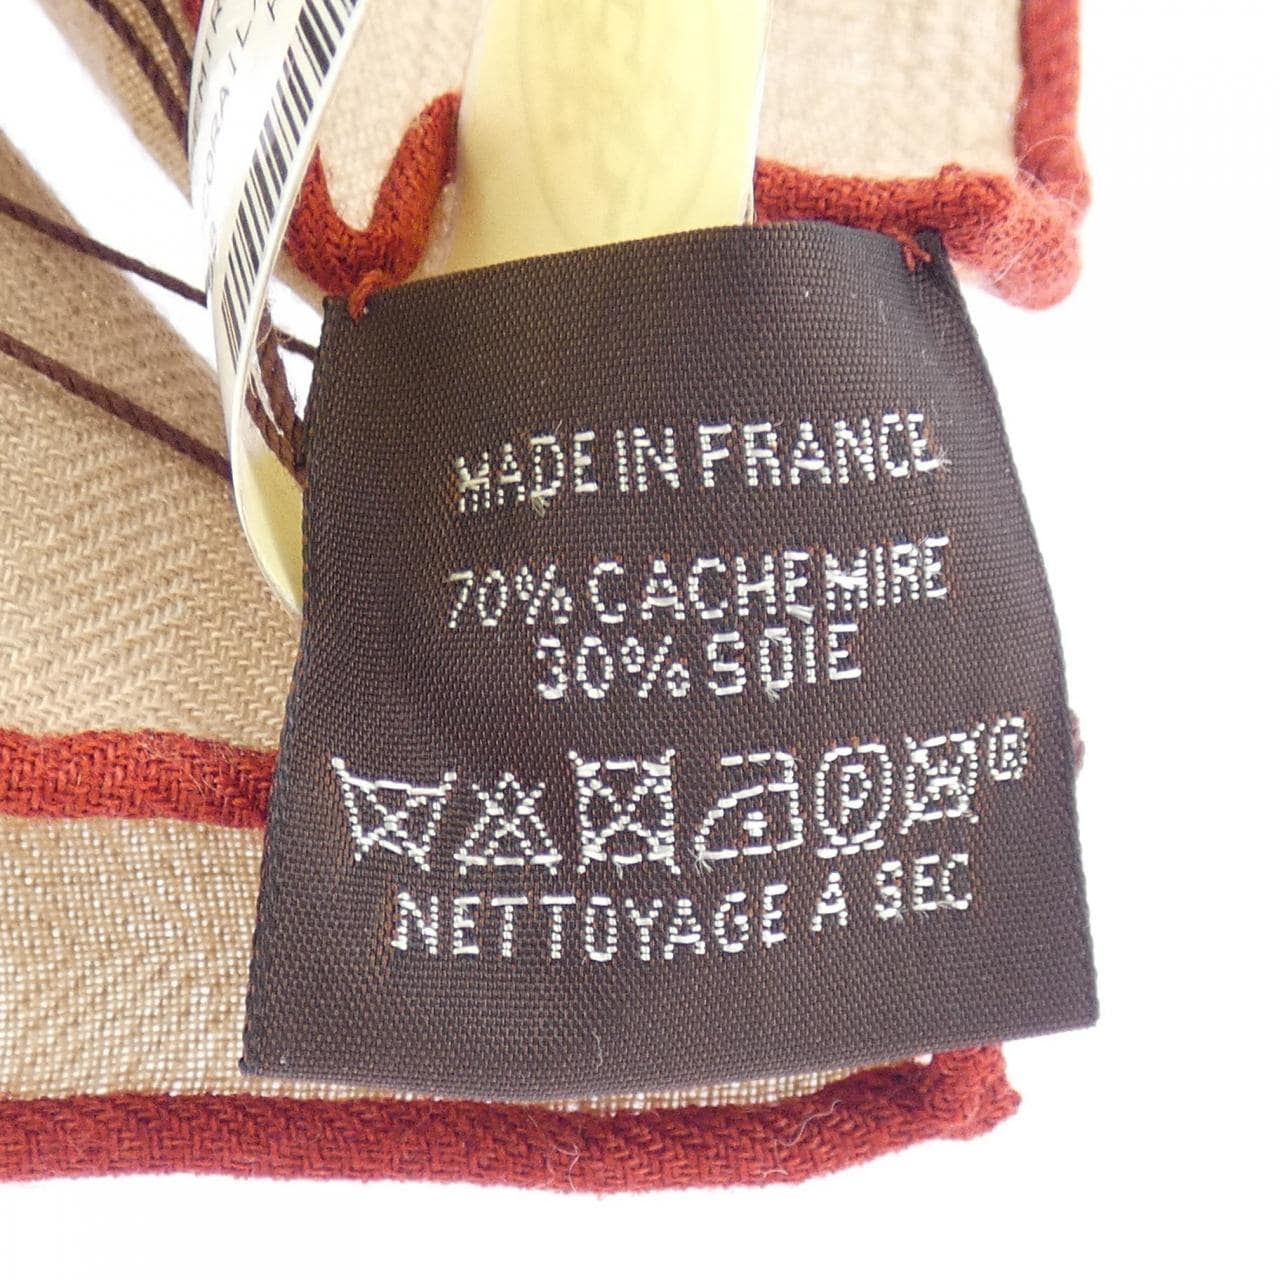 MADE IN FRANCE
70% CACHEMIRE
30% SOIE
P
NETTOYAGE A SEC